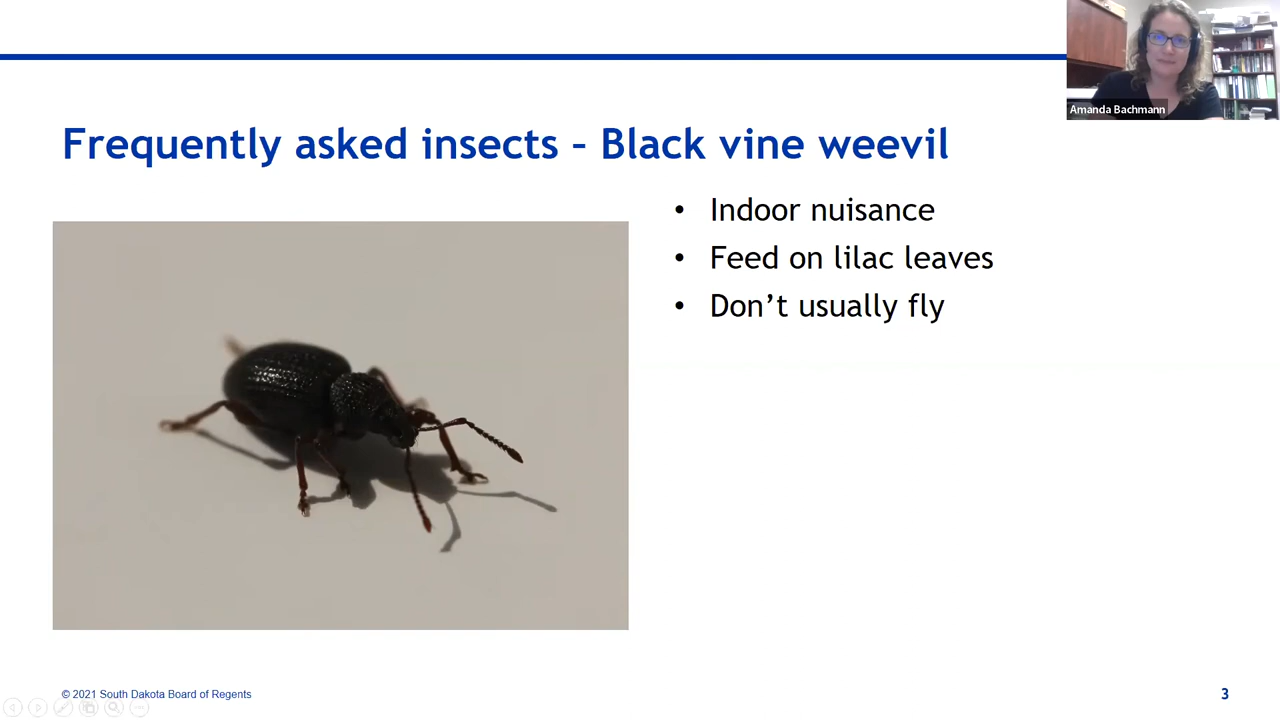 Amanda Bachmann
Frequently asked insects – Black vine weevil
• Indoor nuisance
• Feed on lilac leaves
• Don’t usually fly
© 2021 South Dakota Board of Regents
3